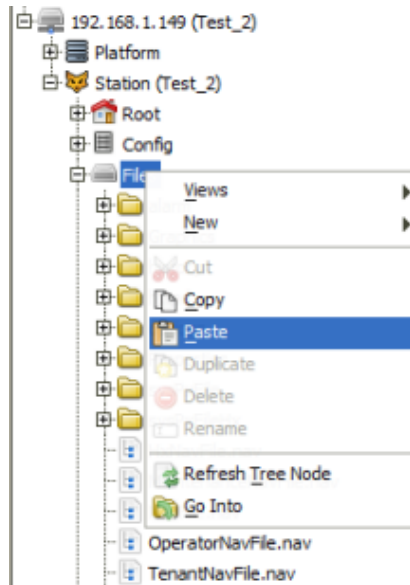 192.168.1.149 (Test_2)
Platform
Station (Test_2)
Root
Config
File
Views
New
Cut
Copy
Paste
Duplicate
Delete
Rename
Refresh Tree Node
Go Into
OperatorNavFile.nav
TenantNavFile.nav